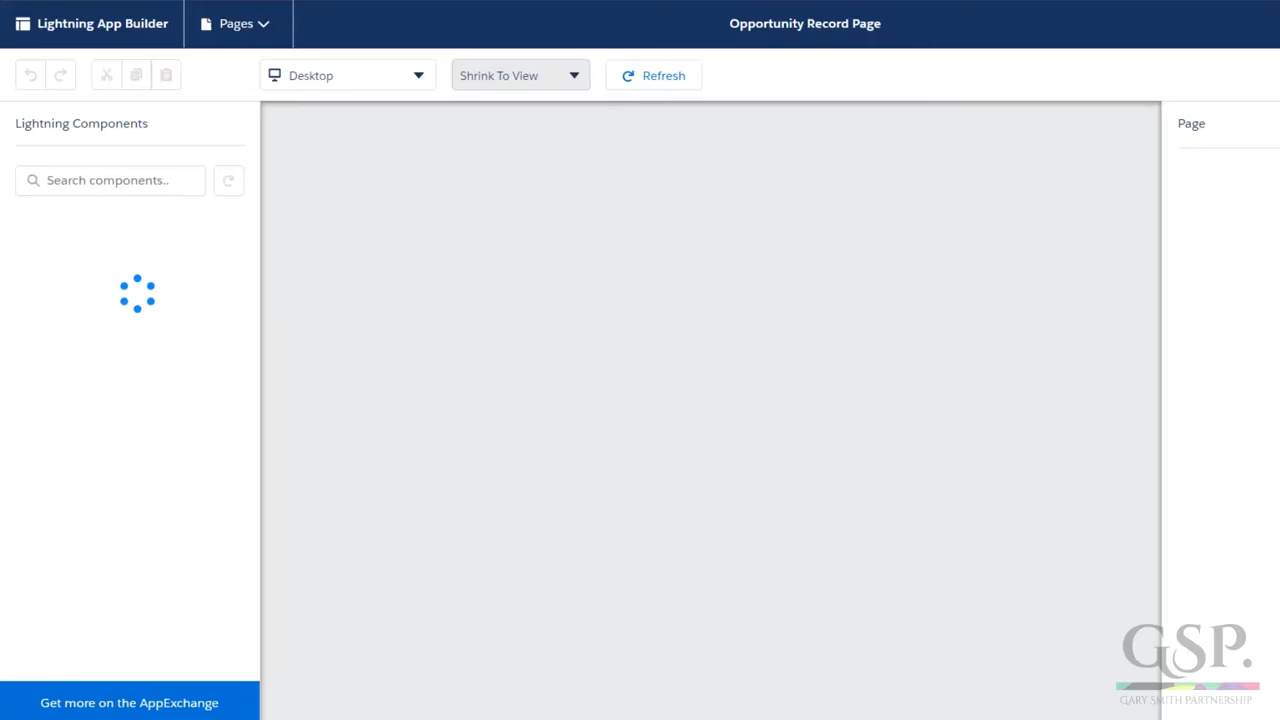 Lightning App Builder
Pages
Opportunity Record Page
Desktop
Shrink To View
Refresh
Lightning Components
Page
Search components..
Get more on the AppExchange
GSP.
GARY SMITH PARTNERSHIP